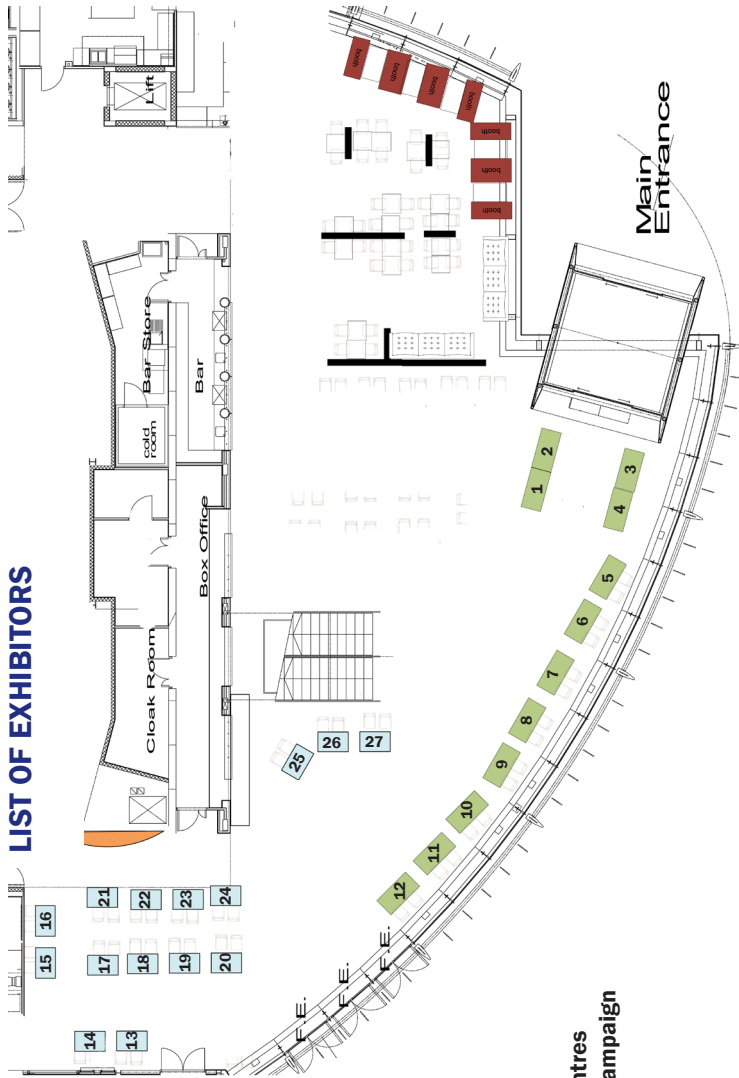 LIST OF EXHIBITORS
Lift
Bar Store
cold
room
Bar
Box Office
Cloak Room
Main
Entrance
booth
booth
booth
booth
booth
booth
booth
1
2
3
4
5
6
7
8
9
10
11
12
13
14
15
16
17
18
19
20
21
22
23
24
25
26
27
F.E.
F.E.
F.E.
ntres
ampaign